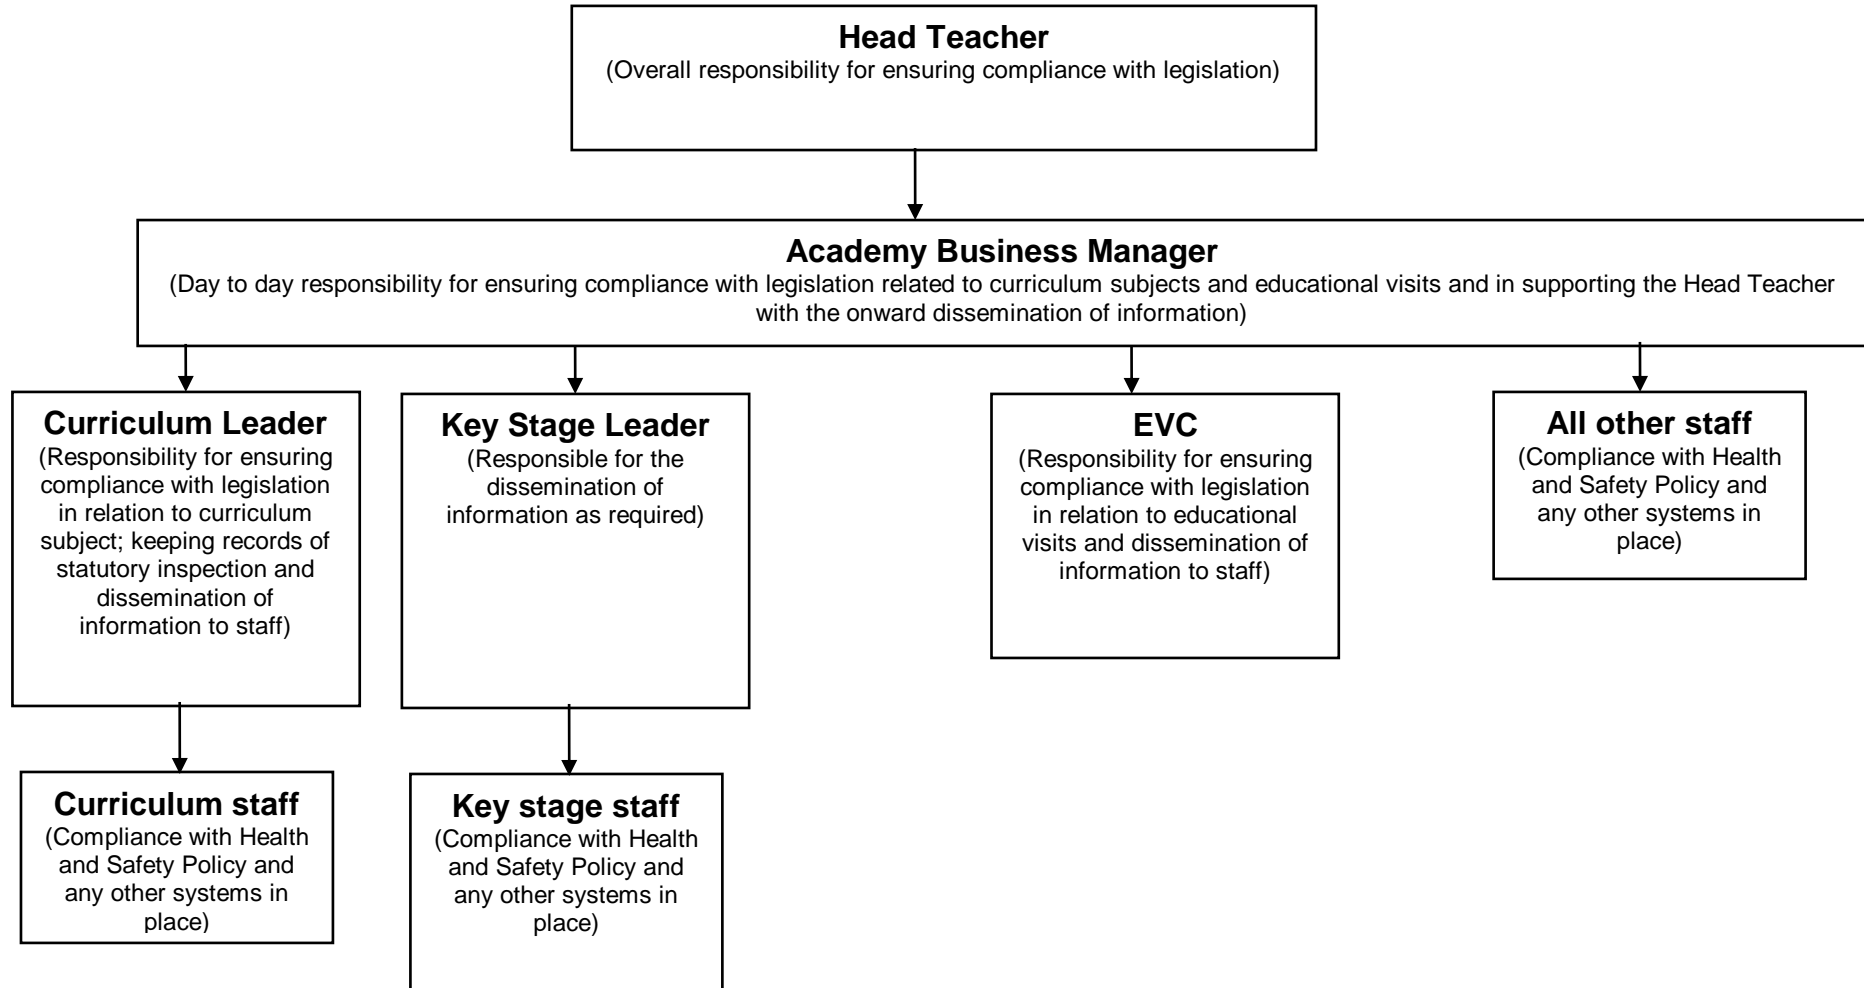 Head Teacher
(Overall responsibility for ensuring compliance with legislation)
Academy Business Manager
(Day to day responsibility for ensuring compliance with legislation related to curriculum subjects and educational visits and in supporting the Head Teacher
with the onward dissemination of information)
Curriculum Leader
(Responsibility for ensuring
compliance with legislation
in relation to curriculum
subject; keeping records of
statutory inspection and
dissemination of
information to staff)
Key Stage Leader
(Responsible for the
dissemination of
information as required)
EVC
(Responsibility for ensuring
compliance with legislation
in relation to educational
visits and dissemination of
information to staff)
All other staff
(Compliance with Health
and Safety Policy and
any other systems in
place)
Curriculum staff
(Compliance with Health
and Safety Policy and
any other systems in
place)
Key stage staff
(Compliance with Health
and Safety Policy and
any other systems in
place)